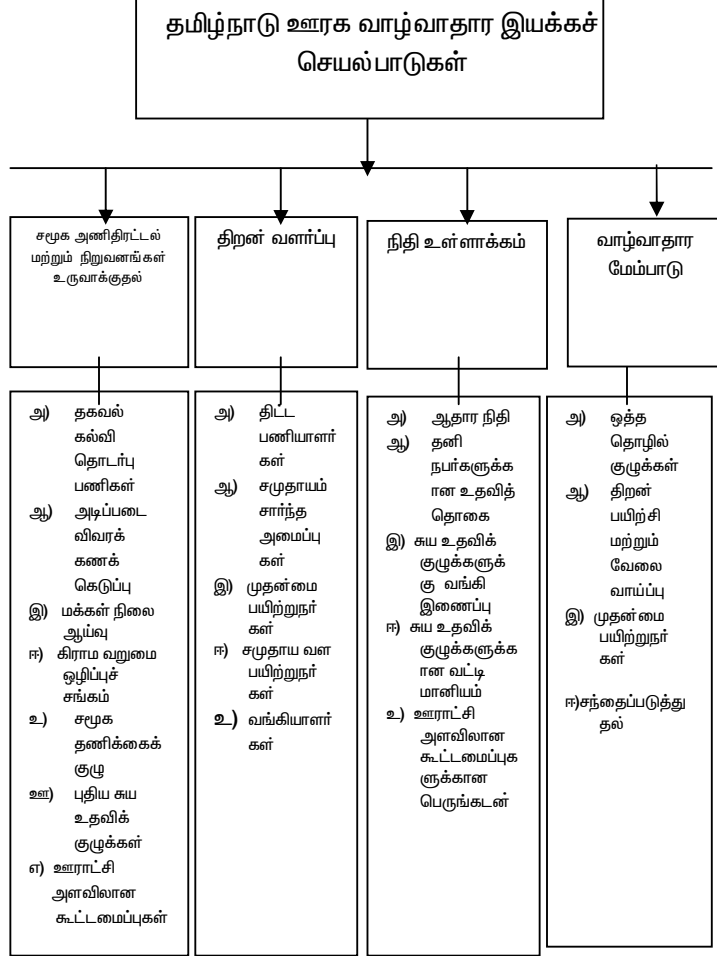 தமிழ்நாடு ஊரக வாழ்வாதார இயக்கச்
செயல்பாடுகள்
சமூக அணிதிரட்டல்
மற்றும் நிறுவனங்கள்
உருவாக்குதல்
திறன் வளர்ப்பு
நிதி உள்ளாக்கம்
வாழ்வாதார
மேம்பாடு
அ) தகவல்
கல்வி
தொடர்பு
பணிகள்
ஆ) அடிப்படை
விவரக்
கணக்
கெடுப்பு
இ) மக்கள் நிலை
ஆய்வு
ஈ) கிராம வறுமை
ஒழிப்புச்
சங்கம்
உ) சமூக
தணிக்கைக்
குழு
ஊ) புதிய சுய
உதவிக்
குழுக்கள்
எ) ஊராட்சி
அளவிலான
கூட்டமைப்புகள்
அ) திட்ட
பணியாளர்
கள்
ஆ) சமுதாயம்
சார்ந்த
அமைப்பு
கள்
இ) முதன்மை
பயிற்றுநர்
கள்
ஈ) சமுதாய வள
பயிற்றுநர்
கள்
உ) வங்கியாளர்
கள்
அ) ஆதார நிதி
ஆ) தனி
நபர்களுக்க
ான உதவித்
தொகை
இ) சுய உதவிக்
குழுக்களுக்
கு வங்கி
இணைப்பு
ஈ) சுய உதவிக்
குழுக்களுக்க
ான வட்டி
மானியம்
உ) ஊராட்சி
அளவிலான
கூட்டமைப்புக
ளுக்கான
பெருங்கடன்
அ) ஒத்த
தொழில்
குழுக்கள்
ஆ) திறன்
பயிற்சி
மற்றும்
வேலை
வாய்ப்பு
இ) முதன்மை
பயிற்றுநர்
கள்
ஈ)சந்தைப்படுத்து
தல்